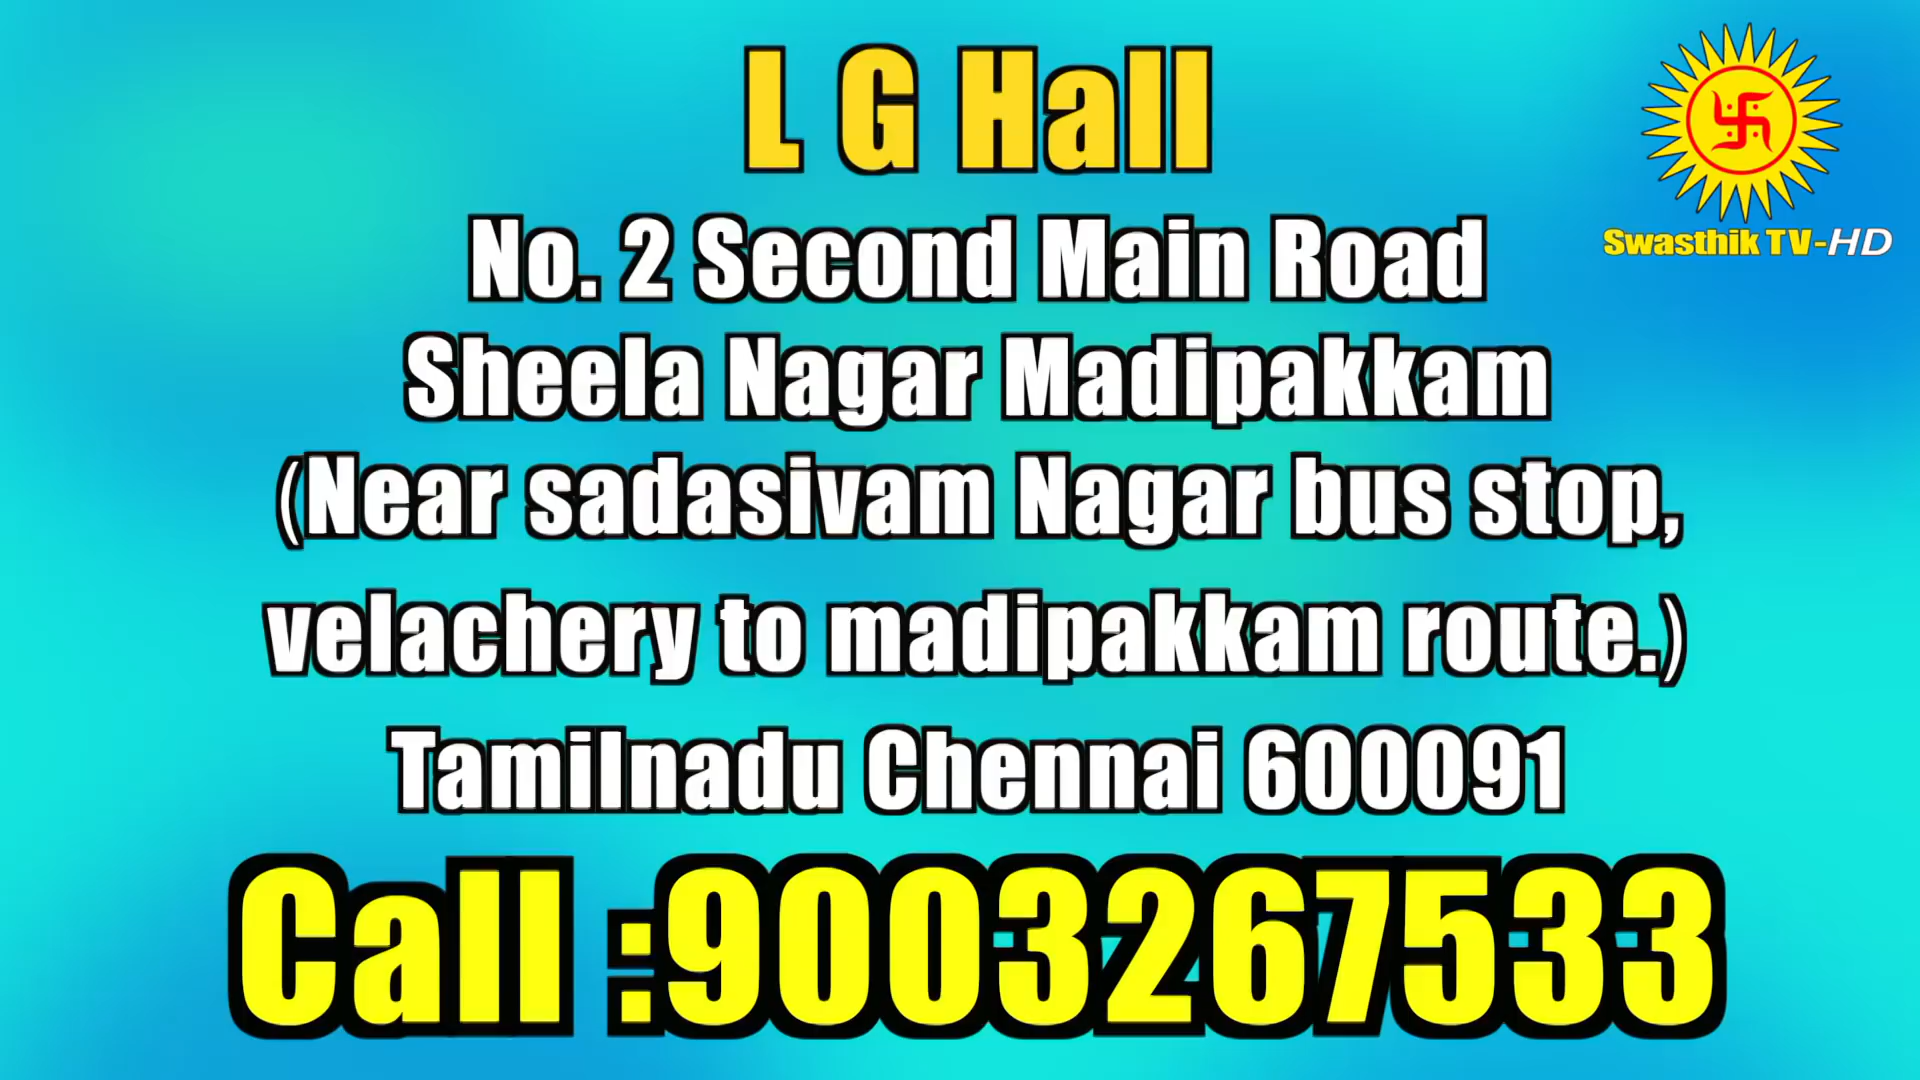 L G Hall
Swasthik TV-HD
No. 2 Second Main Road
Sheela Nagar Madipakkam
(Near sadasivam Nagar bus stop,
velachery to madipakkam route.)
Tamilnadu Chennai 600091
Call :9003267533